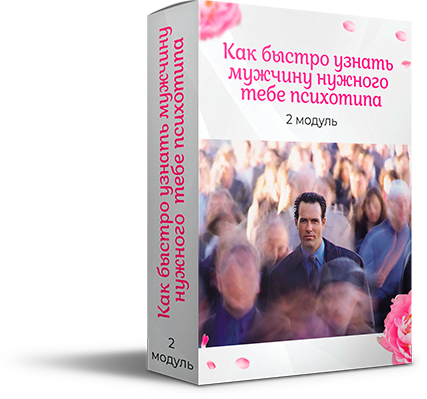 Как быстро узнать
мужчину нужного
тебе психотипа
2 модуль
Как быстро узнать мужчину
нужного тебе психотипа
2
модуль